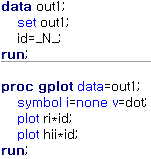 data out1;
set out1;
id=_N_;
run;
proc gplot data=out1;
symbol i=none v=dot;
plot ri*id;
plot hii*id;
run;